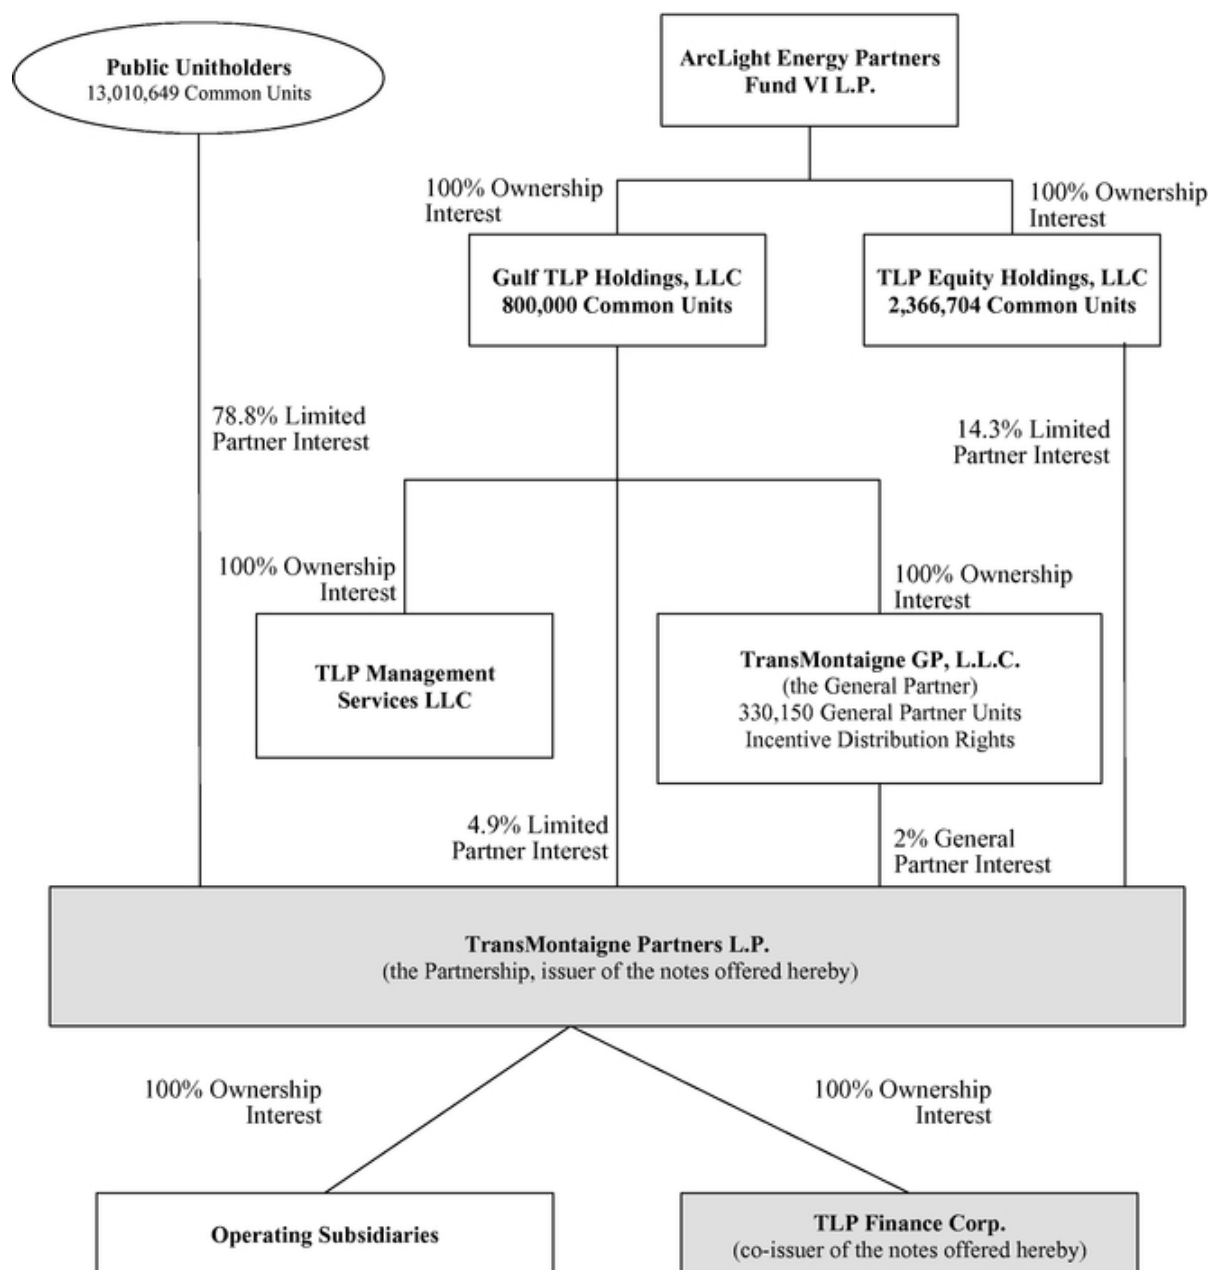 Public Unitholders
13,010,649 Common Units
ArcLight Energy Partners
Fund VI L.P.
100% Ownership
Interest
100% Ownership
Interest
Gulf TLP Holdings, LLC
800,000 Common Units
TLP Equity Holdings, LLC
2,366,704 Common Units
78.8% Limited
Partner Interest
14.3% Limited
Partner Interest
100% Ownership
Interest
100% Ownership
Interest
TLP Management
Services LLC
TransMontaigne GP, L.L.C.
(the General Partner)
330,150 General Partner Units
Incentive Distribution Rights
4.9% Limited
Partner Interest
2% General
Partner Interest
TransMontaigne Partners L.P.
(the Partnership, issuer of the notes offered hereby)
100% Ownership
Interest
100% Ownership
Interest
Operating Subsidiaries
TLP Finance Corp.
(co-issuer of the notes offered hereby)